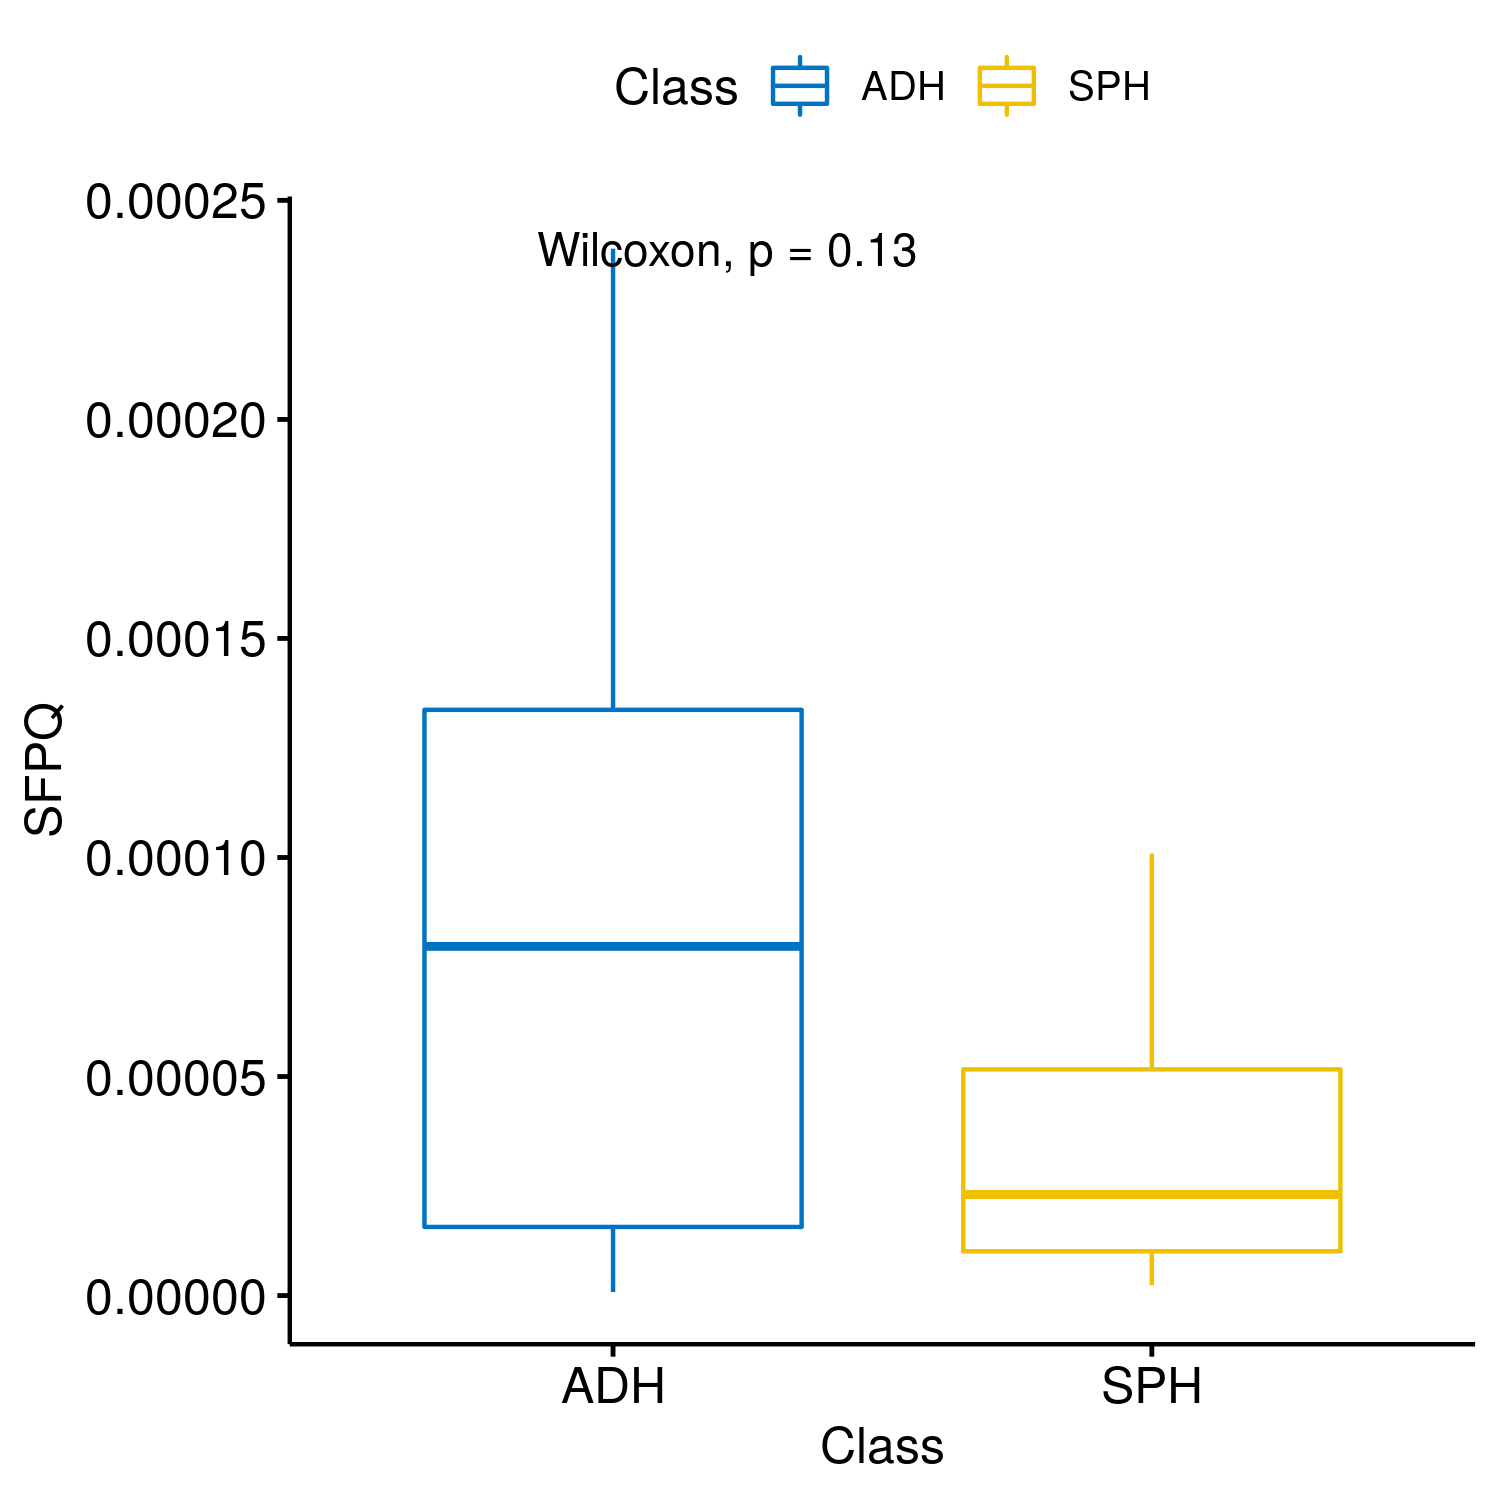 Class ADH SPH
0.00025
Wilcoxon, p = 0.13
0.00020
0.00015
SFPQ
0.00010
0.00005
0.00000
ADH SPH
Class